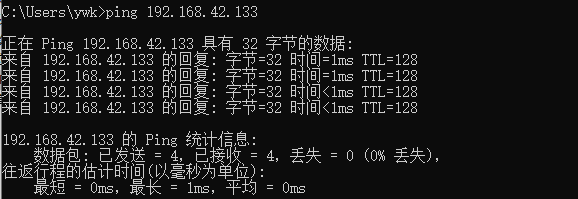 C:\Users\ywk>ping 192.168.42.133
正在 Ping 192.168.42.133 具有 32 字节的数据:
来自 192.168.42.133 的回复: 字节=32 时间=1ms TTL=128
来自 192.168.42.133 的回复: 字节=32 时间=1ms TTL=128
来自 192.168.42.133 的回复: 字节=32 时间<1ms TTL=128
来自 192.168.42.133 的回复: 字节=32 时间<1ms TTL=128
192.168.42.133 的 Ping 统计信息:
数据包: 已发送 = 4，已接收 = 4，丢失 = 0 (0% 丢失)，
往返行程的估计时间(以毫秒为单位):
最短 = 0ms，最长 = 1ms，平均 = 0ms